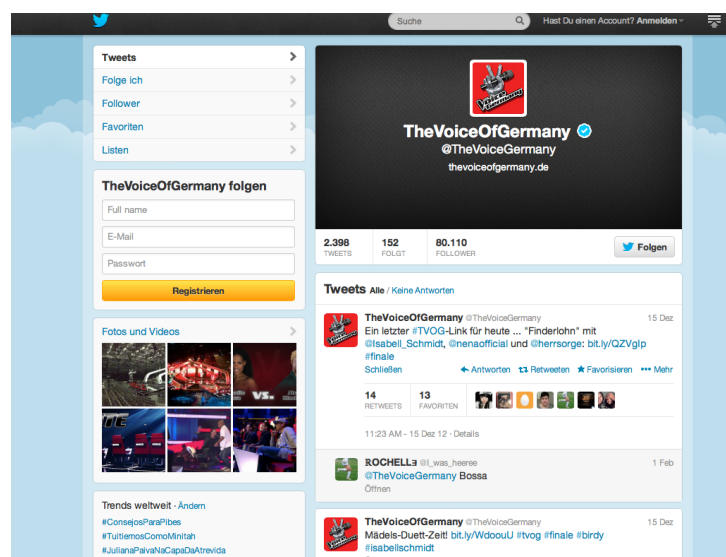 Suche
Hast Du einen Account? Anmelden
Tweets
Folge ich
Follower
Favoriten
Listen
TheVoiceOfGermany folgen
Full name
E-Mail
Passwort
Registrieren
Fotos und Videos
VS.
Trends weltweit · Ändern
#ConsejosParaPibes
#TuitiemosComoMinitah
#JulianaPaivaNaCapaDaAtrevida
The Voice Germany
TheVoiceOfGermany
@TheVoiceGermany
thevoiceofgermany.de
2.398 152 80.110
TWEETS FOLGT FOLLOWER
Folgen
Tweets Alle / Keine Antworten
TheVoiceOfGermany @TheVoiceGermany 15 Dez
Ein letzter #TVOG-Link für heute ... "Finderlohn" mit
@Isabell_Schmidt, @nenaofficial und @herrsorge: bit.ly/QZVgIp
#finale
Schließen Antworten Retweeten Favorisieren Mehr
14 13
RETWEETS FAVORITEN
11:23 AM - 15 Dez 12 · Details
ROCHELLƎ @I_was_heeree 1 Feb
@TheVoiceGermany Bossa
Öffnen
TheVoiceOfGermany @TheVoiceGermany 15 Dez
Mädels-Duett-Zeit! bit.ly/WdoouU #tvog #finale #birdy
#isabellschmidt